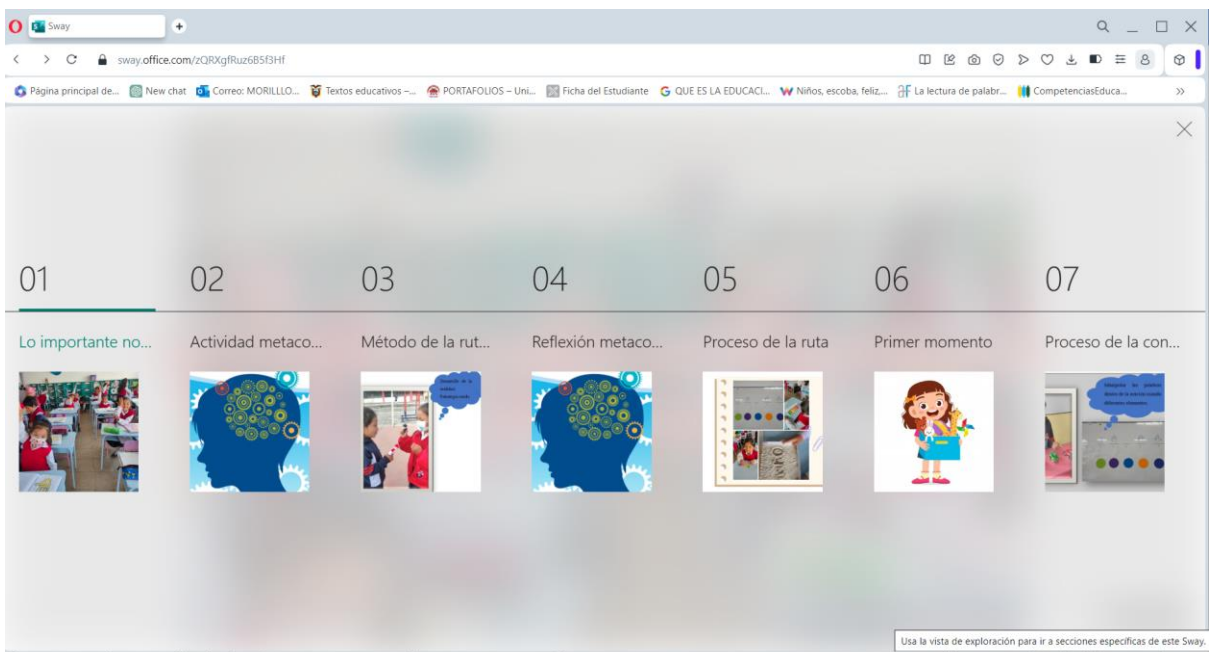 Sway
sway.office.com/zQRXgfRuz6B5f3Hf
Página principal de... New chat Correo: MORILLLO... Textos educativos –... PORTAFOLIOS – Uni... Ficha del Estudiante QUE ES LA EDUCACI... Niños, escoba, feliz,... La lectura de palabr... CompetenciasEduca...
01 02 03 04 05 06 07
Lo importante no... Actividad metaco... Método de la rut... Reflexión metaco... Proceso de la ruta Primer momento Proceso de la con...
Usa la vista de exploración para ir a secciones específicas de este Sway.